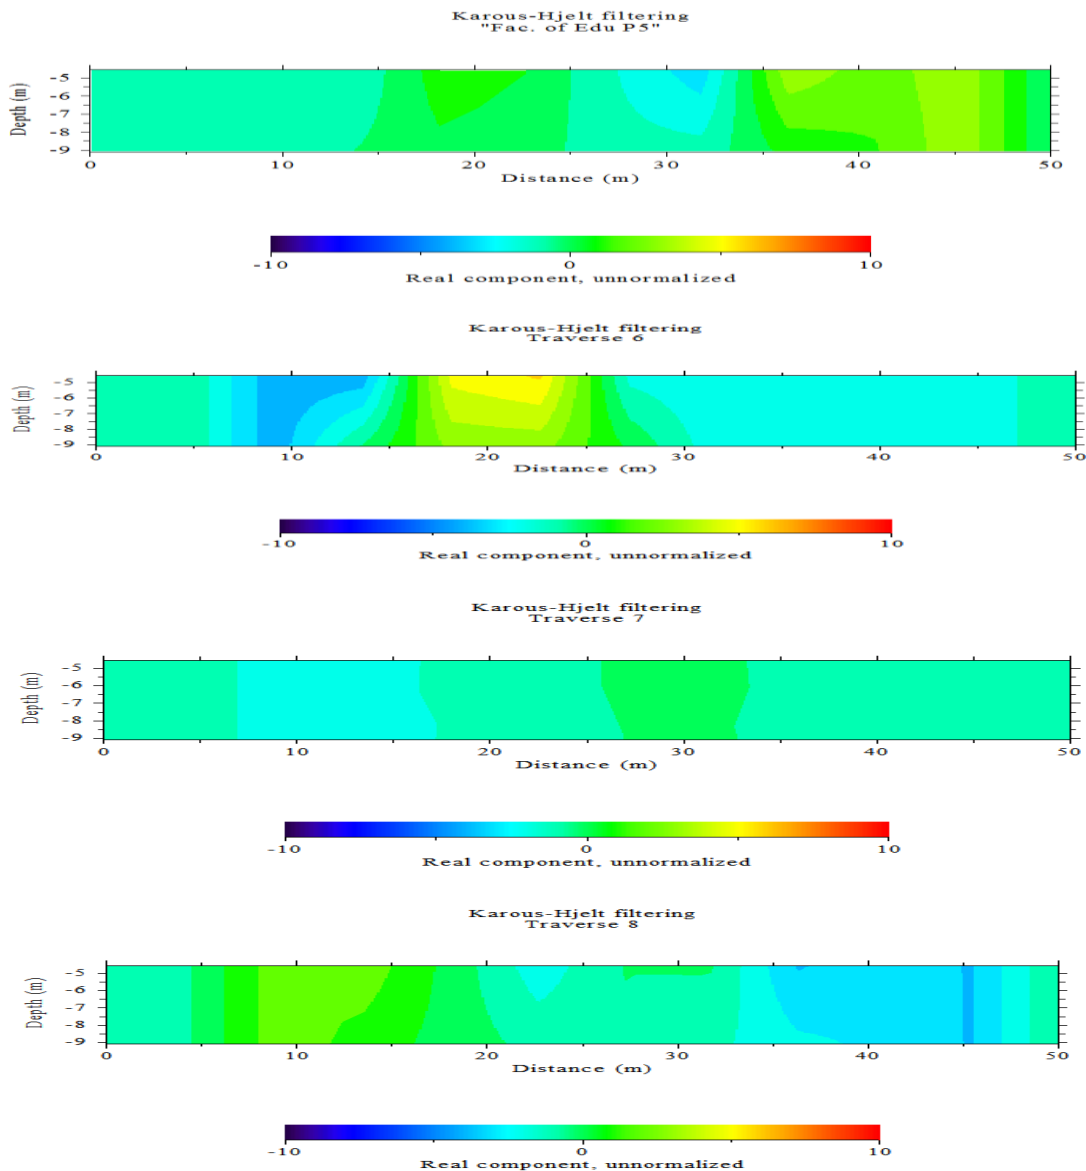 Karous-Hjelt filtering
"Fac. of Edu P5"
Depth (m)
-5
-6
-7
-8
-9
0 10 20 30 40 50
Distance (m)
-10 0 10
Real component, unnormalized
Karous-Hjelt filtering
Traverse 6
Depth (m)
-5
-6
-7
-8
-9
0 10 20 30 40 50
Distance (m)
-10 0 10
Real component, unnormalized
Karous-Hjelt filtering
Traverse 7
Depth (m)
-5
-6
-7
-8
-9
0 10 20 30 40 50
Distance (m)
-10 0 10
Real component, unnormalized
Karous-Hjelt filtering
Traverse 8
Depth (m)
-5
-6
-7
-8
-9
0 10 20 30 40 50
Distance (m)
-10 0 10
Real component, unnormalized